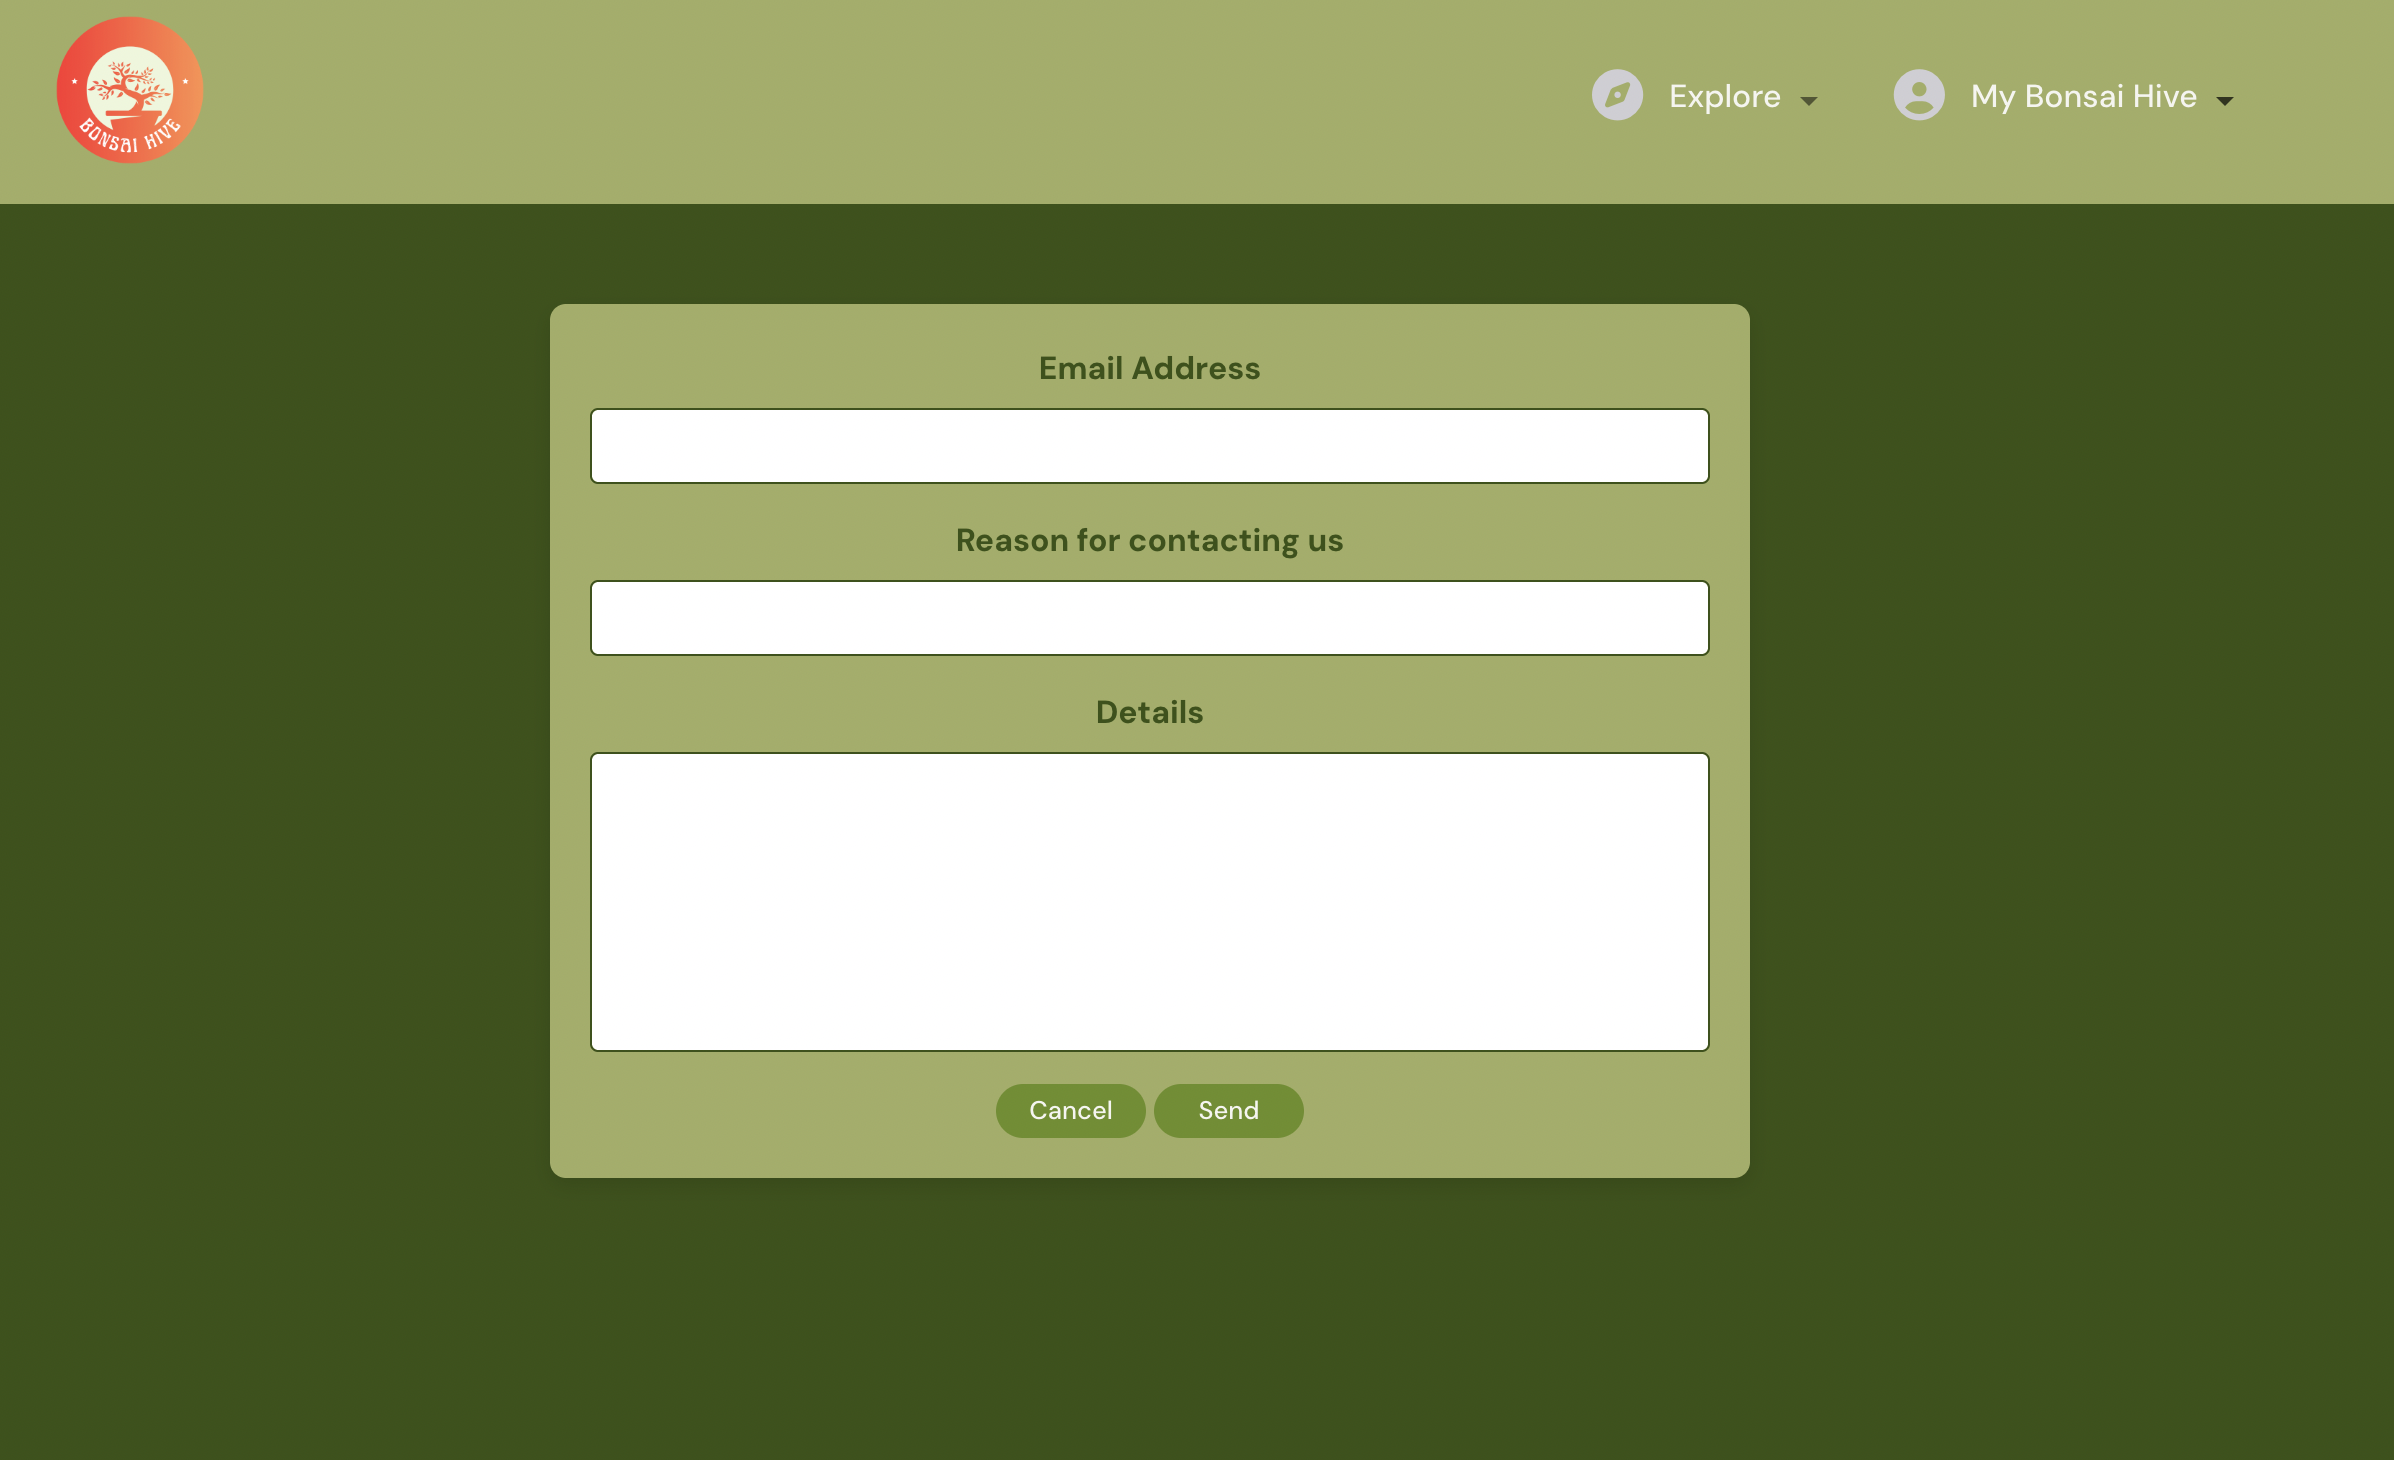 BONSAI HIVE
Explore
My Bonsai Hive
Email Address
Reason for contacting us
Details
Cancel
Send